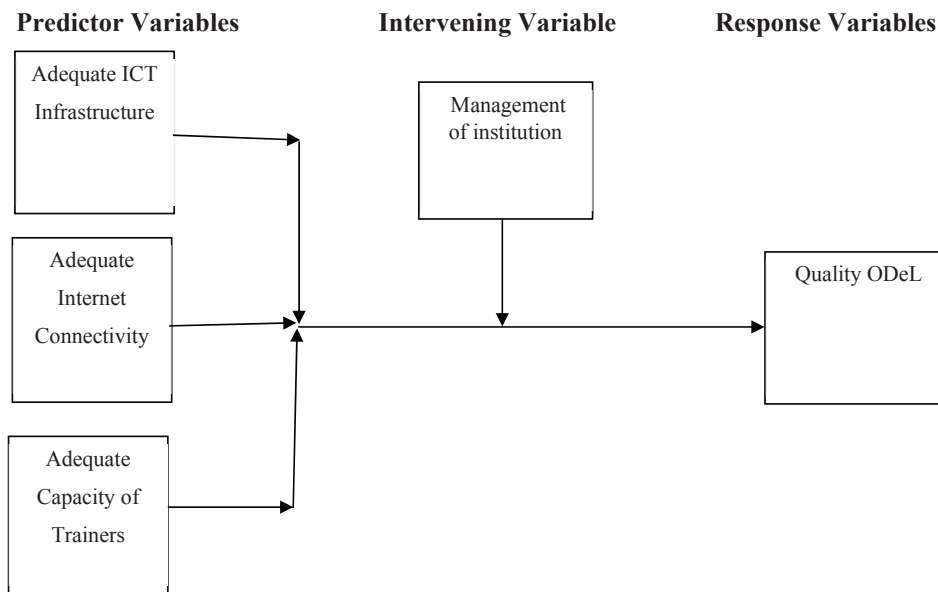 Predictor Variables
Intervening Variable
Response Variables
Adequate ICT
Infrastructure
Management
of institution
Adequate
Internet
Connectivity
Quality ODeL
Adequate
Capacity of
Trainers